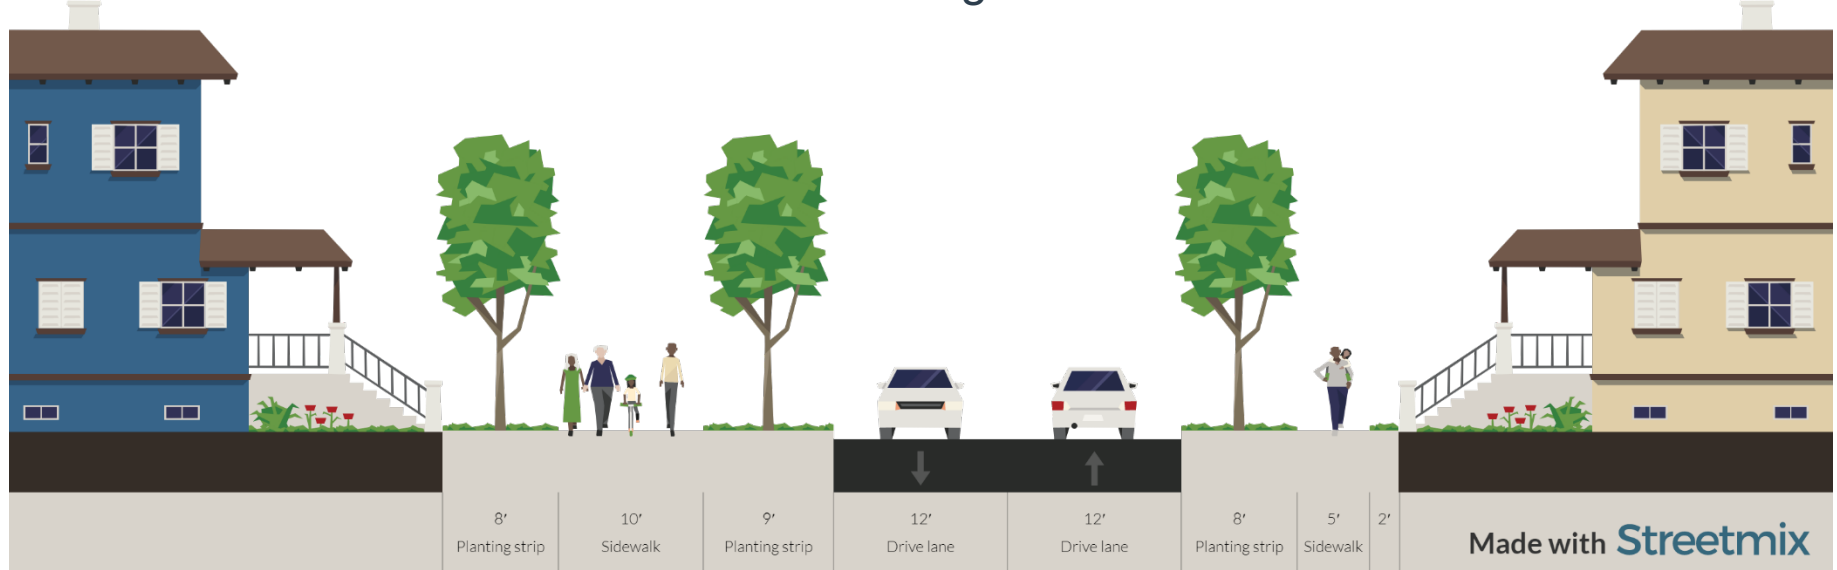 8' 10' 9' 12' 12' 8' 5' 2'
Planting strip Sidewalk Planting strip Drive lane Drive lane Planting strip Sidewalk
Made with Streetmix